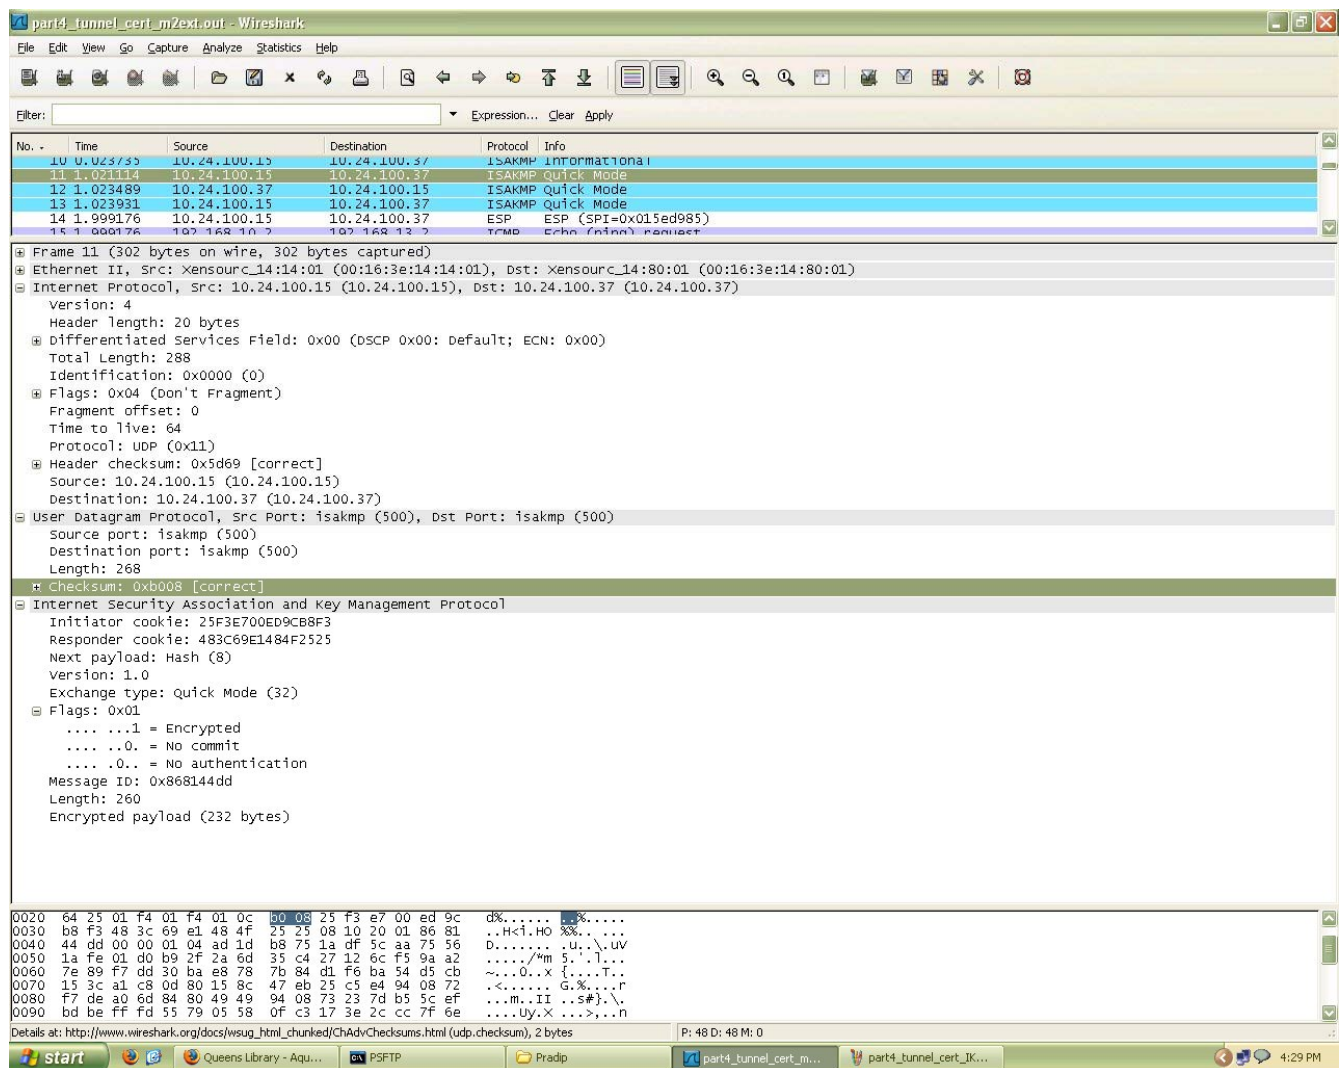 part4_tunnel_cert_m2ext.out - Wireshark
File Edit View Go Capture Analyze Statistics Help
Filter: Expression... Clear Apply
No. - Time Source Destination Protocol Info
10 0.023735 10.24.100.15 10.24.100.37 ISAKMP Informational
11 1.021114 10.24.100.15 10.24.100.37 ISAKMP Quick Mode
12 1.023489 10.24.100.37 10.24.100.15 ISAKMP Quick Mode
13 1.023931 10.24.100.15 10.24.100.37 ISAKMP Quick Mode
14 1.999176 10.24.100.15 10.24.100.37 ESP ESP (SPI=0x015ed985)
15 1.999176 192.168.10.2 192.168.13.2 ICMP Echo (ping) request
Frame 11 (302 bytes on wire, 302 bytes captured)
Ethernet II, Src: Xensourc_14:14:01 (00:16:3e:14:14:01), Dst: Xensourc_14:80:01 (00:16:3e:14:80:01)
Internet Protocol, Src: 10.24.100.15 (10.24.100.15), Dst: 10.24.100.37 (10.24.100.37)
Version: 4
Header length: 20 bytes
Differentiated Services Field: 0x00 (DSCP 0x00: Default; ECN: 0x00)
Total Length: 288
Identification: 0x0000 (0)
Flags: 0x04 (Don't Fragment)
Fragment offset: 0
Time to live: 64
Protocol: UDP (0x11)
Header checksum: 0x5d69 [correct]
Source: 10.24.100.15 (10.24.100.15)
Destination: 10.24.100.37 (10.24.100.37)
User Datagram Protocol, Src Port: isakmp (500), Dst Port: isakmp (500)
Source port: isakmp (500)
Destination port: isakmp (500)
Length: 268
Checksum: 0xb008 [correct]
Internet Security Association and Key Management Protocol
Initiator cookie: 25F3E700ED9CB8F3
Responder cookie: 483C69E1484F2525
Next payload: Hash (8)
Version: 1.0
Exchange type: Quick Mode (32)
Flags: 0x01
.... ...1 = Encrypted
.... ..0. = No commit
.... .0.. = No authentication
Message ID: 0x868144dd
Length: 260
Encrypted payload (232 bytes)
0020 64 25 01 f4 01 f4 01 0c b0 08 25 f3 e7 00 ed 9c d%...... ..%.....
0030 b8 f3 48 3c 69 e1 48 4f 25 25 08 10 20 01 86 81 ..H<i.HO %%.. ...
0040 44 dd 00 00 01 04 ad 1d b8 75 1a df 5c aa 75 56 D....... .u..\.uV
0050 1a fe 01 d0 b9 2f 2a 6d 35 c4 27 12 6c f5 9a a2 ...../*m 5.'.l...
0060 7e 89 f7 dd 30 ba e8 78 7b 84 d1 f6 ba 54 d5 cb ~...0..x {....T..
0070 15 3c a1 c8 0d 80 15 8c 47 eb 25 c5 e4 94 08 72 .<...... G.%....r
0080 f7 de a0 6d 84 80 49 49 94 08 73 23 7d b5 5c ef ...m..II ..s#}.\.
0090 bd be ff fd 55 79 05 58 0f c3 17 3e 2c cc 7f 6e ....Uy.X ...>,..n
Details at: http://www.wireshark.org/docs/wsug_html_chunked/ChAdvChecksums.html (udp.checksum), 2 bytes P: 48 D: 48 M: 0
start Queens Library - Aqu... PSFTP Pradip part4_tunnel_cert_m... part4_tunnel_cert_IK... 4:29 PM